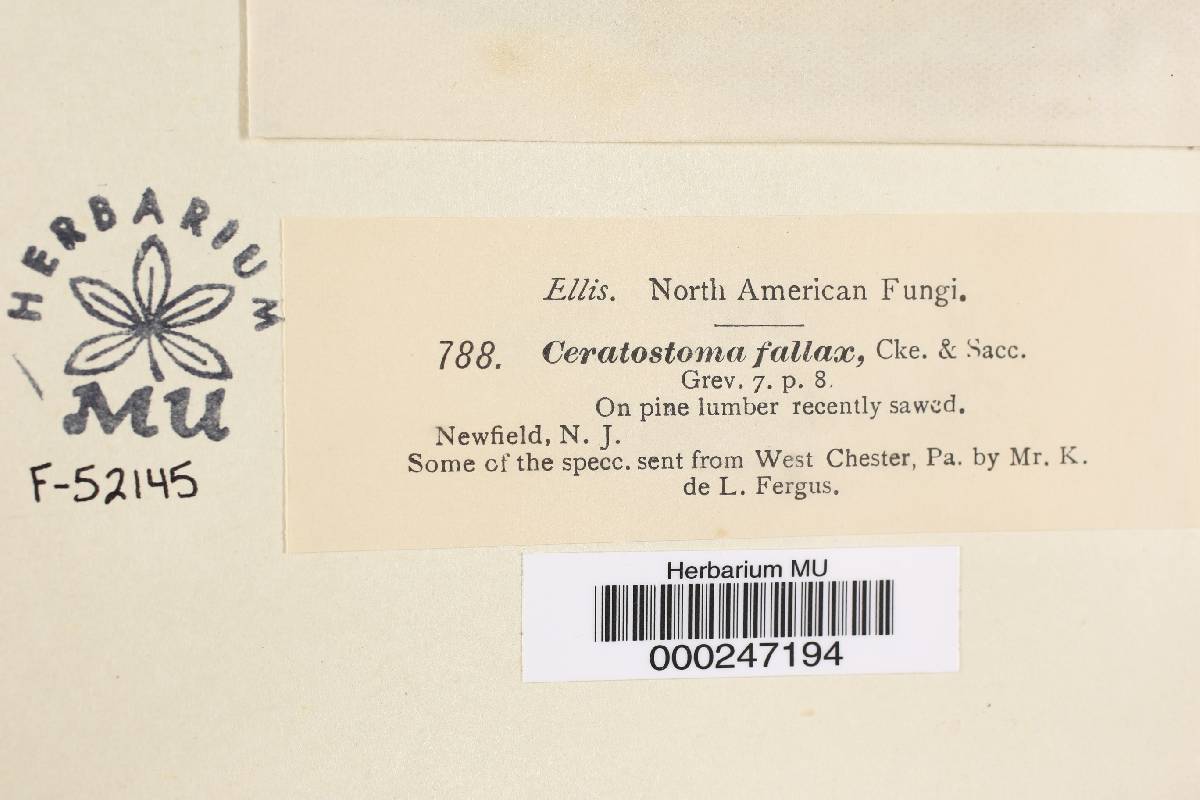 HERBARIUM
MU
F-52145
Ellis. North American Fungi.
788. Ceratostoma fallax, Cke. & Sacc.
Grev. 7. p. 8.
On pine lumber recently sawed.
Newfield, N. J.
Some of the specc. sent from West Chester, Pa. by Mr. K.
de L. Fergus.
Herbarium MU
000247194